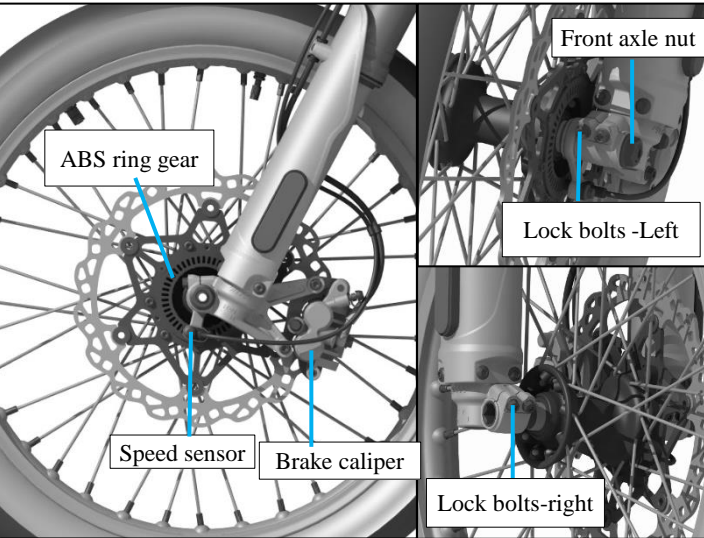 ABS ring gear
Speed sensor
Brake caliper
Front axle nut
Lock bolts -Left
Lock bolts-right